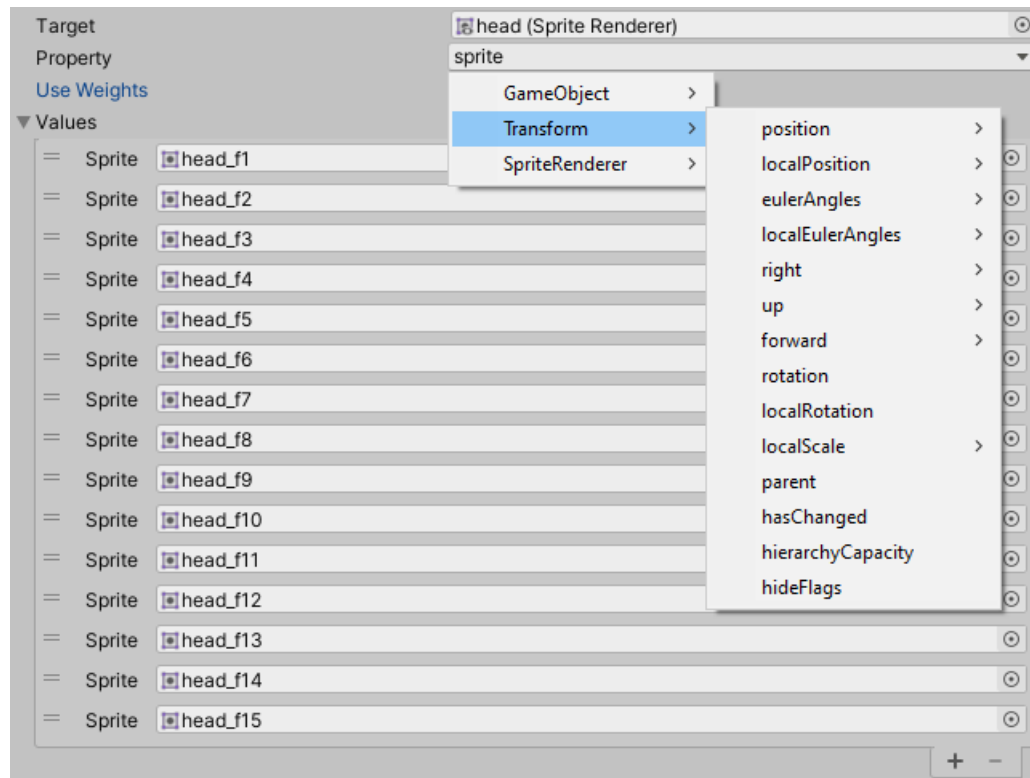 Target head (Sprite Renderer)
Property sprite
Use Weights
Values
GameObject
Transform
SpriteRenderer
position
localPosition
eulerAngles
localEulerAngles
right
up
forward
rotation
localRotation
localScale
parent
hasChanged
hierarchyCapacity
hideFlags
Sprite head_f1
Sprite head_f2
Sprite head_f3
Sprite head_f4
Sprite head_f5
Sprite head_f6
Sprite head_f7
Sprite head_f8
Sprite head_f9
Sprite head_f10
Sprite head_f11
Sprite head_f12
Sprite head_f13
Sprite head_f14
Sprite head_f15